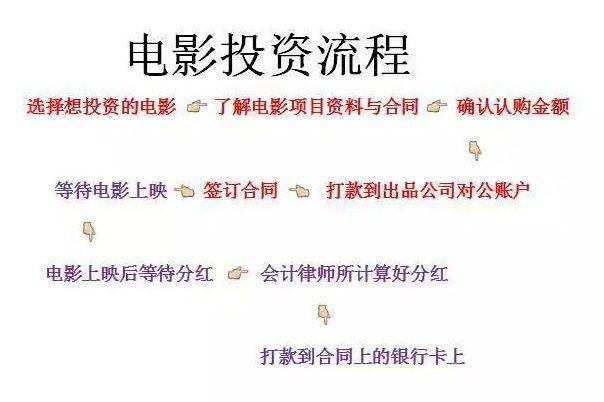 电影投资流程
选择想投资的电影 👉 了解电影项目资料与合同 👉 确认认购金额
👇
等待电影上映 👈 签订合同 👈 打款到出品公司对公账户
👇
电影上映后等待分红 👉 会计律师所计算好分红
👇
打款到合同上的银行卡上